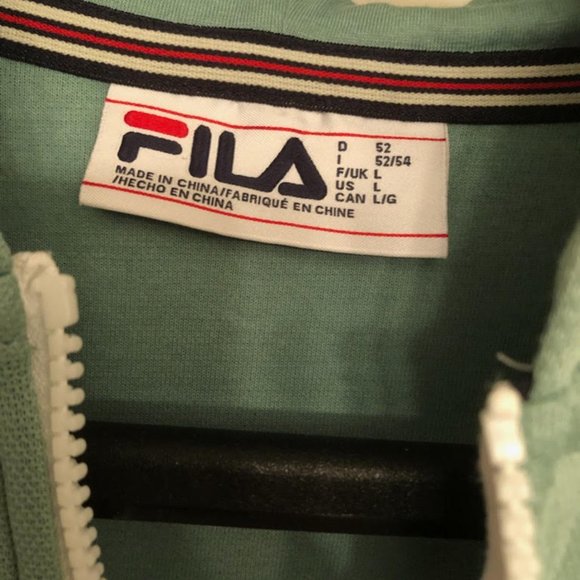 FILA
MADE IN CHINA/FABRIQUÉ EN CHINE
/HECHO EN CHINA
D 52
I 52/54
F/UK L
US L
CAN L/G